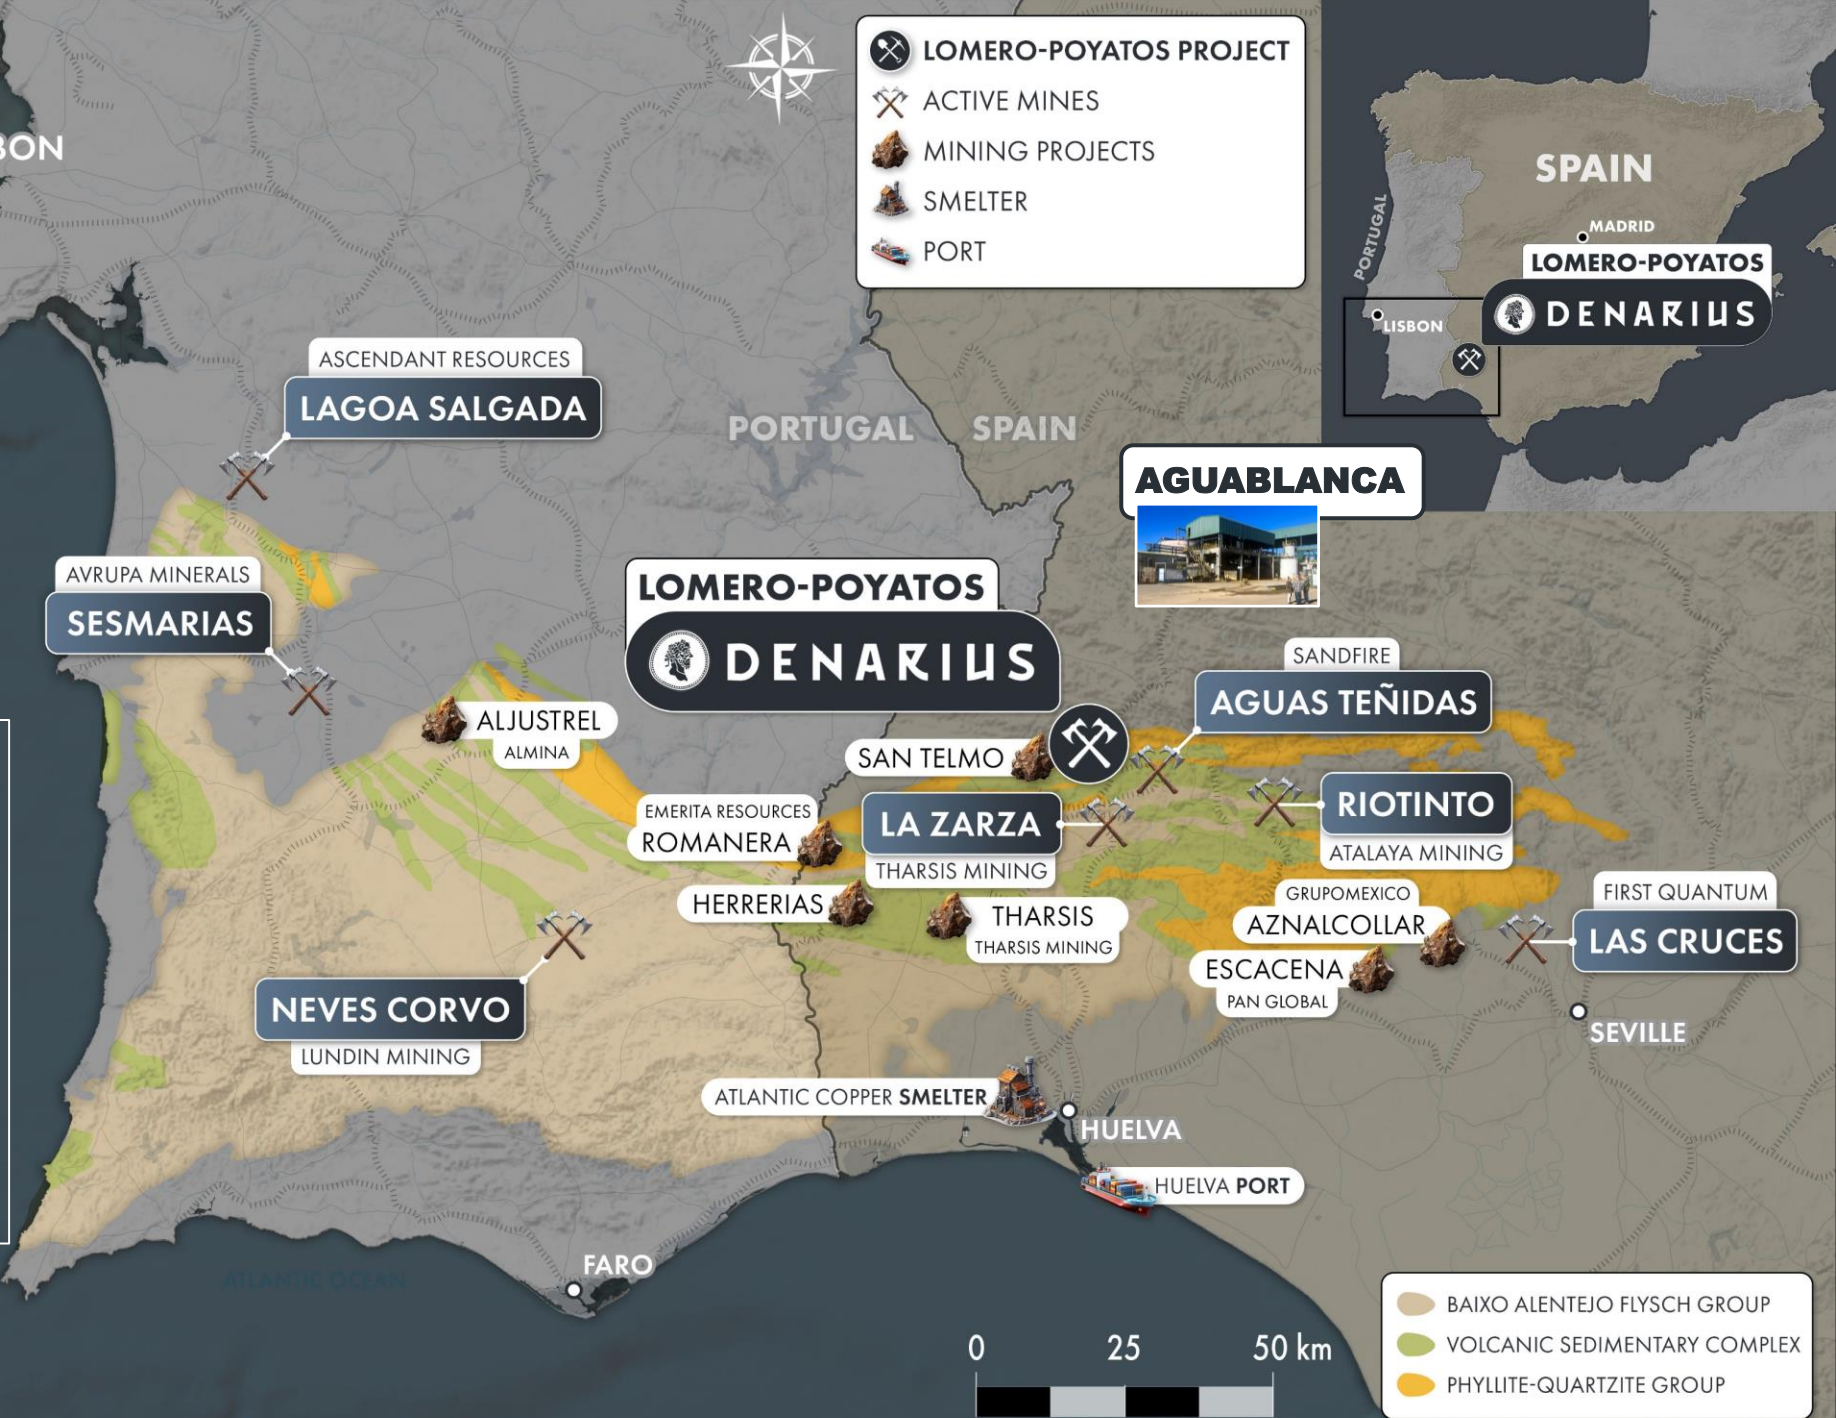 LOMERO-POYATOS PROJECT
ACTIVE MINES
MINING PROJECTS
SMELTER
PORT
SPAIN
PORTUGAL
MADRID
LOMERO-POYATOS
DENARIUS
LISBON
ASCENDANT RESOURCES
LAGOA SALGADA
PORTUGAL
SPAIN
AGUABLANCA
AVRUPA MINERALS
SESMARIAS
LOMERO-POYATOS
DENARIUS
SANDFIRE
AGUAS TEÑIDAS
ALJUSTREL
ALMINA
SAN TELMO
EMERITA RESOURCES
ROMANERA
LA ZARZA
THARSIS MINING
RIOTINTO
ATALAYA MINING
HERRERIAS
THARSIS
THARSIS MINING
GRUPOMEXICO
AZNALCOLLAR
FIRST QUANTUM
LAS CRUCES
ESCACENA
PAN GLOBAL
NEVES CORVO
LUNDIN MINING
SEVILLE
ATLANTIC COPPER SMELTER
HUELVA
HUELVA PORT
FARO
ATLANTIC OCEAN
0 25 50 km
BAIXO ALENTEJO FLYSCH GROUP
VOLCANIC SEDIMENTARY COMPLEX
PHYLLITE-QUARTZITE GROUP